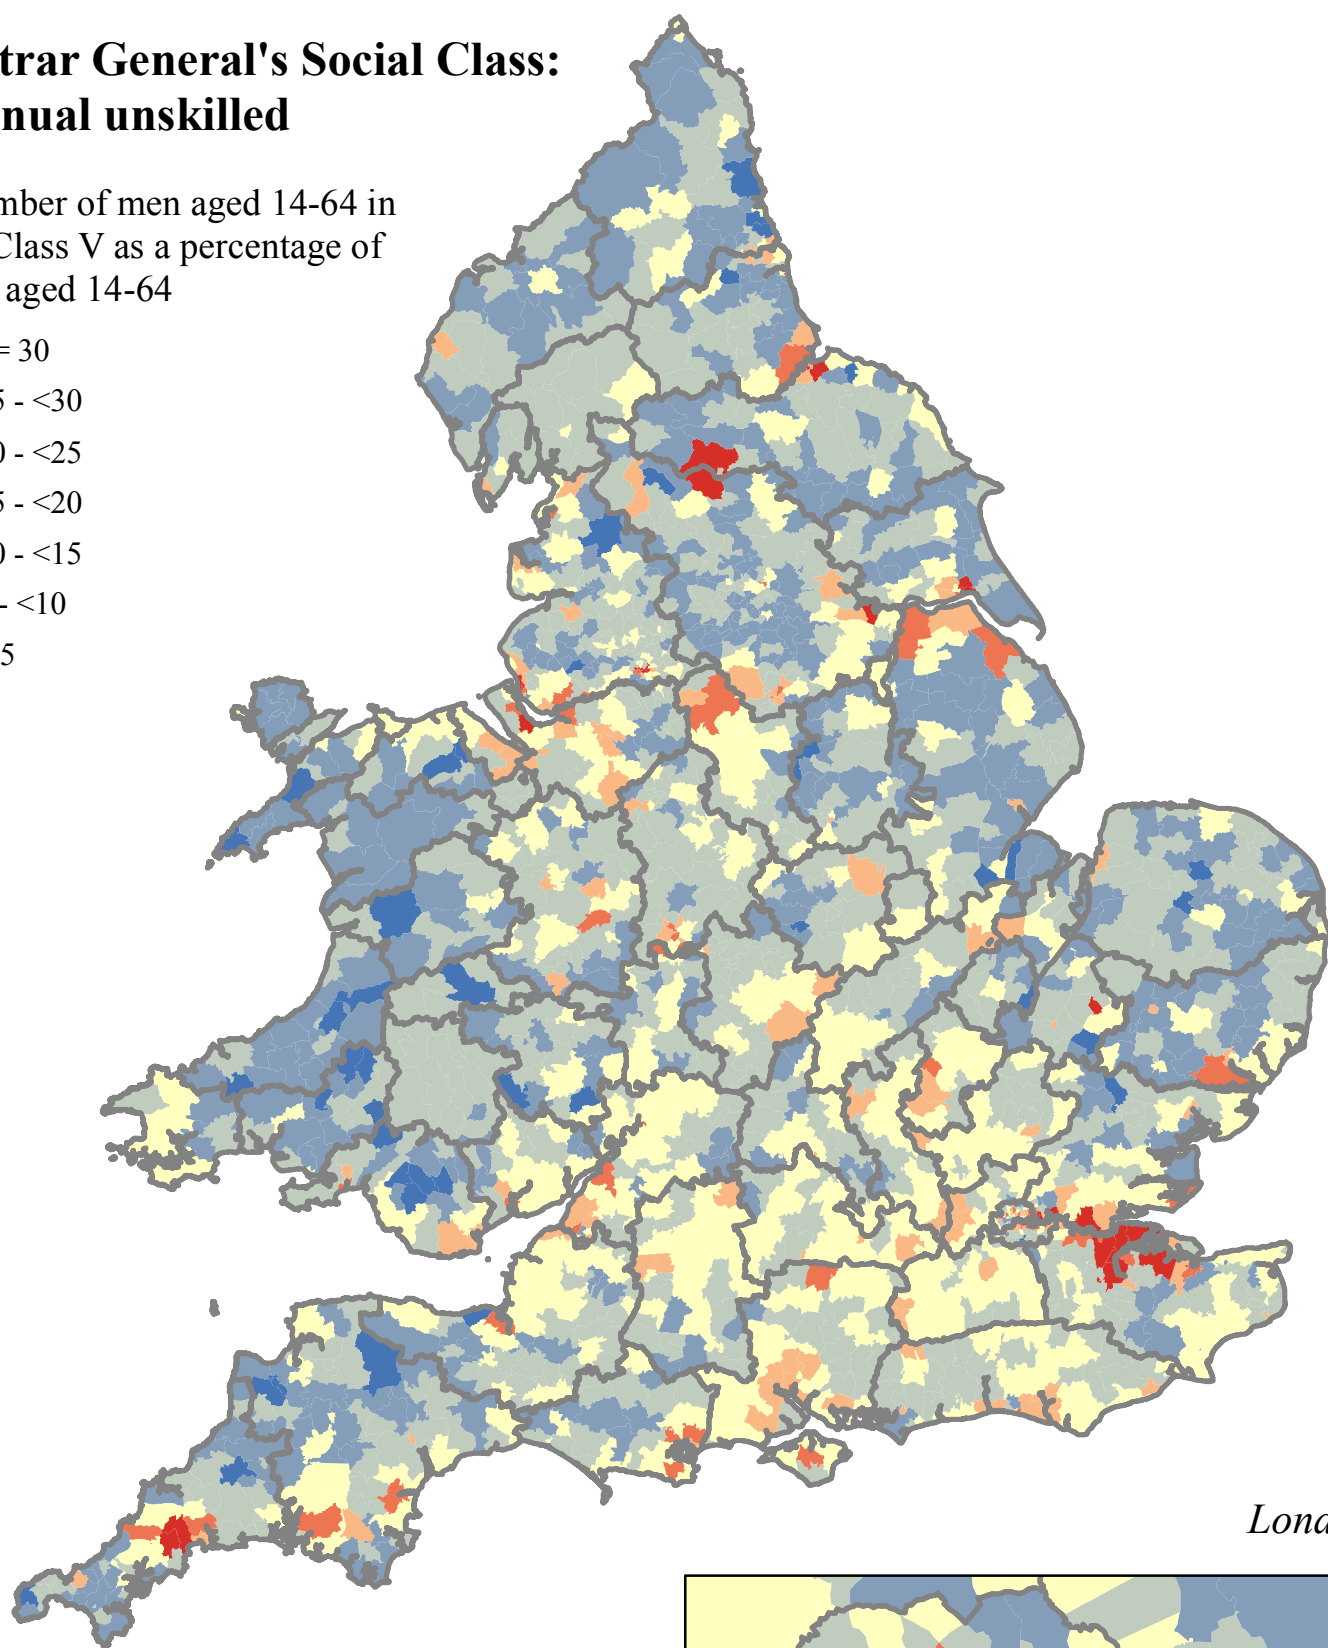 trar General's Social Class:
nual unskilled
mber of men aged 14-64 in
Class V as a percentage of
aged 14-64
= 30
5 - <30
0 - <25
5 - <20
0 - <15
- <10
5
Lond